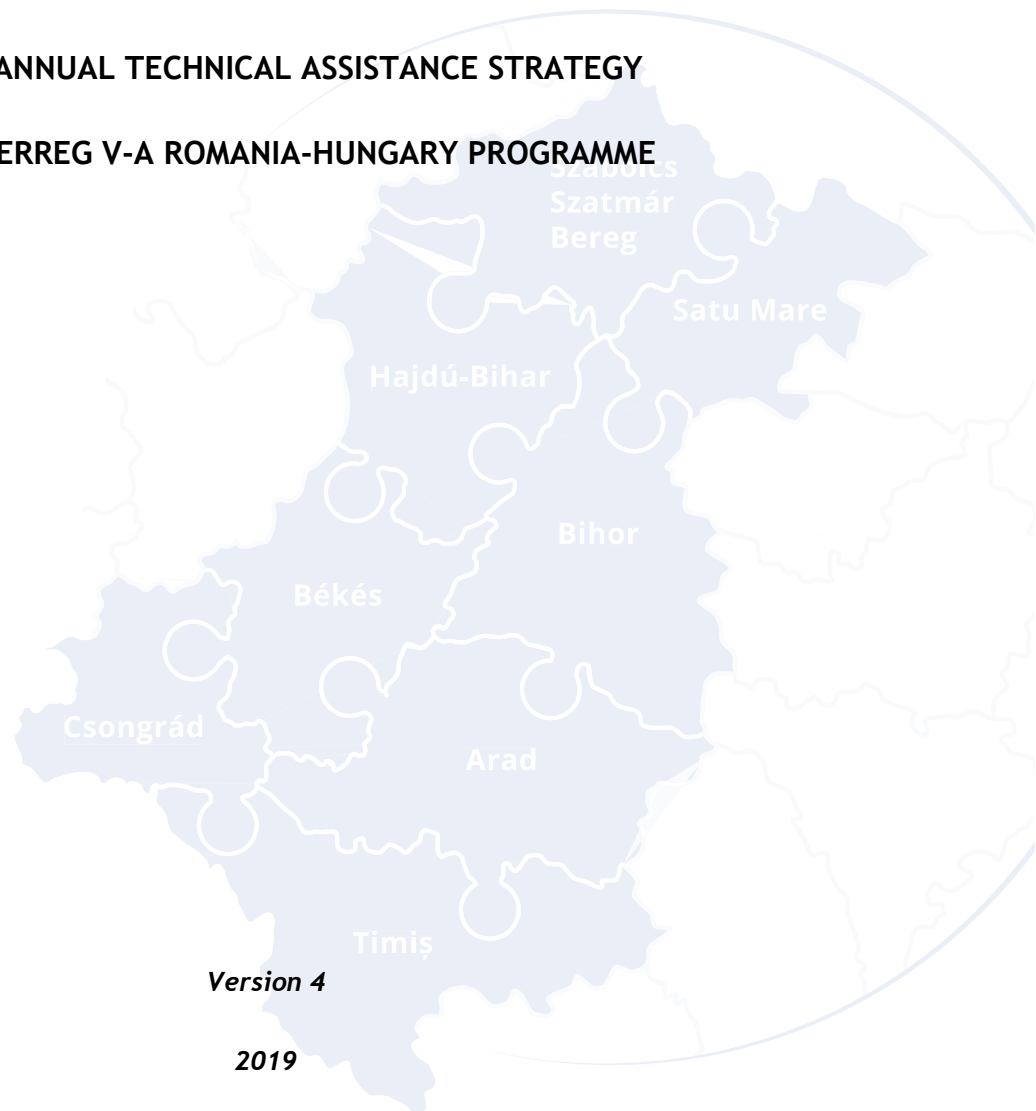 ANNUAL TECHNICAL ASSISTANCE STRATEGY
ERREG V-A ROMANIA-HUNGARY PROGRAMME
Szabolcs
Szatmár
Bereg
Satu Mare
Hajdú-Bihar
Bihor
Békés
Csongrád
Arad
Timiș
Version 4
2019